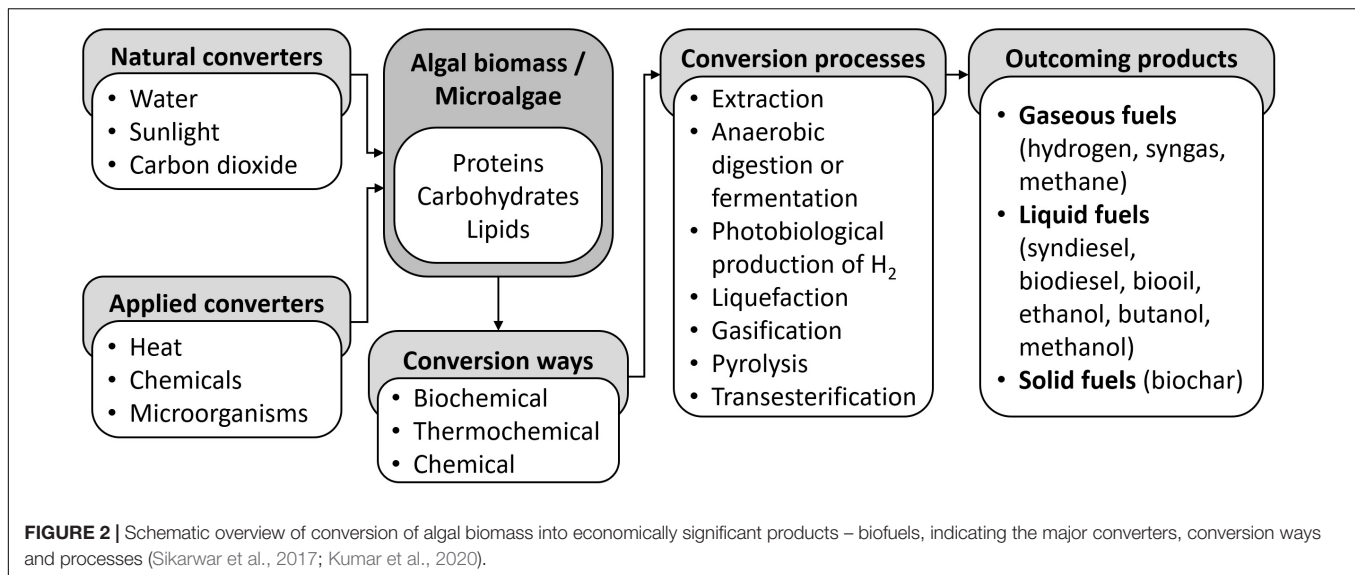 Natural converters
• Water
• Sunlight
• Carbon dioxide
Applied converters
• Heat
• Chemicals
• Microorganisms
Algal biomass /
Microalgae
Proteins
Carbohydrates
Lipids
Conversion ways
• Biochemical
• Thermochemical
• Chemical
Conversion processes
• Extraction
• Anaerobic
digestion or
fermentation
• Photobiological
production of H₂
• Liquefaction
• Gasification
• Pyrolysis
• Transesterification
Outcoming products
• Gaseous fuels
(hydrogen, syngas,
methane)
• Liquid fuels
(syndiesel,
biodiesel, biooil,
ethanol, butanol,
methanol)
• Solid fuels (biochar)
FIGURE 2 | Schematic overview of conversion of algal biomass into economically significant products – biofuels, indicating the major converters, conversion ways
and processes (Sikarwar et al., 2017; Kumar et al., 2020).